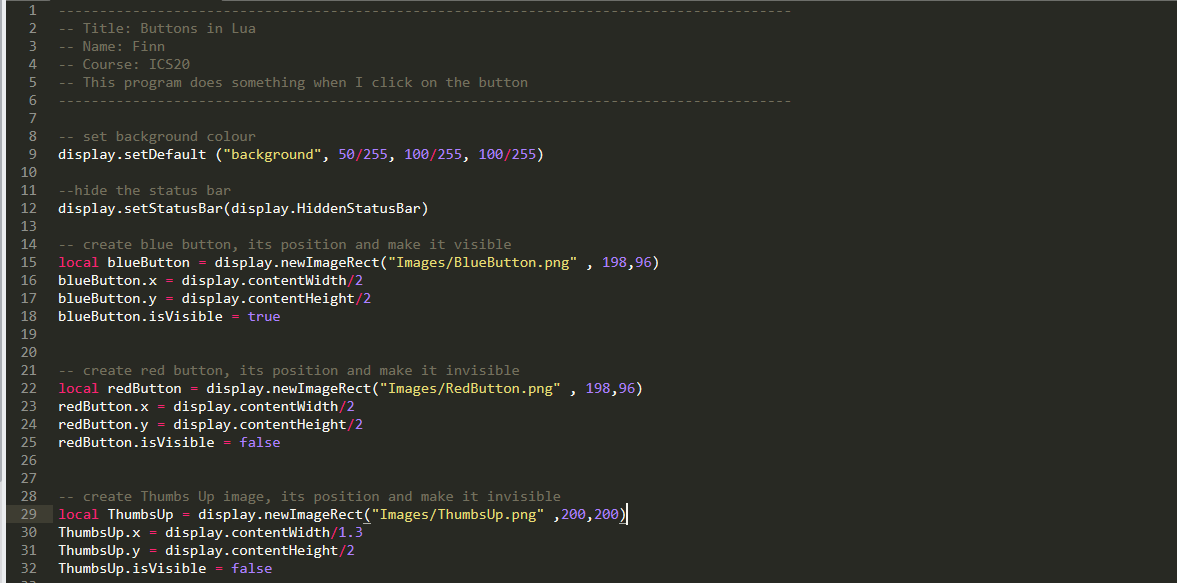 1 ----------------------------------------------------------------------------------------
2 -- Title: Buttons in Lua
3 -- Name: Finn
4 -- Course: ICS20
5 -- This program does something when I click on the button
6 ----------------------------------------------------------------------------------------
7
8 -- set background colour
9 display.setDefault ("background", 50/255, 100/255, 100/255)
10
11 --hide the status bar
12 display.setStatusBar(display.HiddenStatusBar)
13
14 -- create blue button, its position and make it visible
15 local blueButton = display.newImageRect("Images/BlueButton.png" , 198,96)
16 blueButton.x = display.contentWidth/2
17 blueButton.y = display.contentHeight/2
18 blueButton.isVisible = true
19
20
21 -- create red button, its position and make it invisible
22 local redButton = display.newImageRect("Images/RedButton.png" , 198,96)
23 redButton.x = display.contentWidth/2
24 redButton.y = display.contentHeight/2
25 redButton.isVisible = false
26
27
28 -- create Thumbs Up image, its position and make it invisible
29 local ThumbsUp = display.newImageRect("Images/ThumbsUp.png" ,200,200)
30 ThumbsUp.x = display.contentWidth/1.3
31 ThumbsUp.y = display.contentHeight/2
32 ThumbsUp.isVisible = false